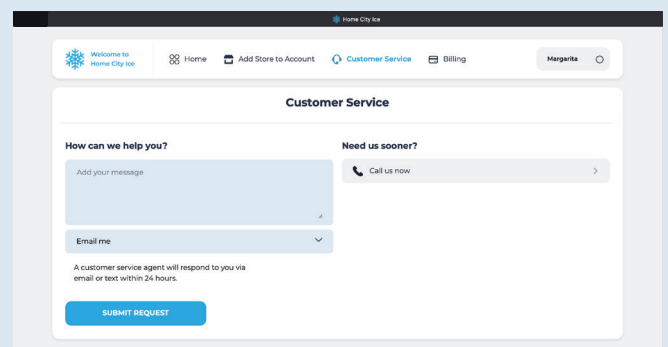 Home City Ice
Welcome to
Home City Ice
Home
Add Store to Account
Customer Service
Billing
Margarita
Customer Service
How can we help you?
Add your message
Email me
A customer service agent will respond to you via
email or text within 24 hours.
SUBMIT REQUEST
Need us sooner?
Call us now